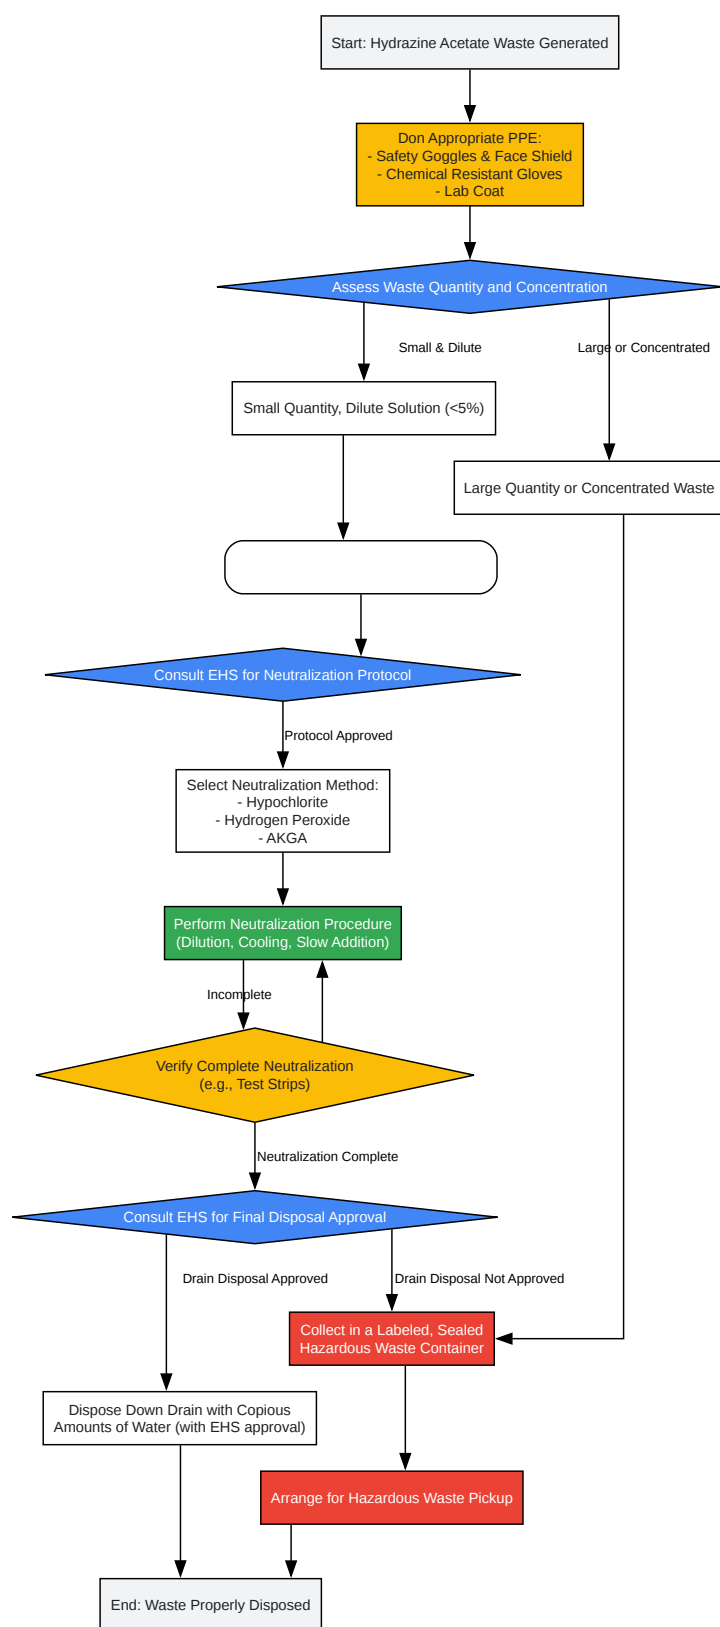 Start: Hydrazine Acetate Waste Generated
Don Appropriate PPE:
- Safety Goggles & Face Shield
- Chemical Resistant Gloves
- Lab Coat
Assess Waste Quantity and Concentration
Small & Dilute
Large or Concentrated
Small Quantity, Dilute Solution (<5%)
Large Quantity or Concentrated Waste
Consult EHS for Neutralization Protocol
Protocol Approved
Select Neutralization Method:
- Hypochlorite
- Hydrogen Peroxide
- AKGA
Perform Neutralization Procedure
(Dilution, Cooling, Slow Addition)
Incomplete
Verify Complete Neutralization
(e.g., Test Strips)
Neutralization Complete
Consult EHS for Final Disposal Approval
Drain Disposal Approved
Drain Disposal Not Approved
Collect in a Labeled, Sealed
Hazardous Waste Container
Dispose Down Drain with Copious
Amounts of Water (with EHS approval)
Arrange for Hazardous Waste Pickup
End: Waste Properly Disposed